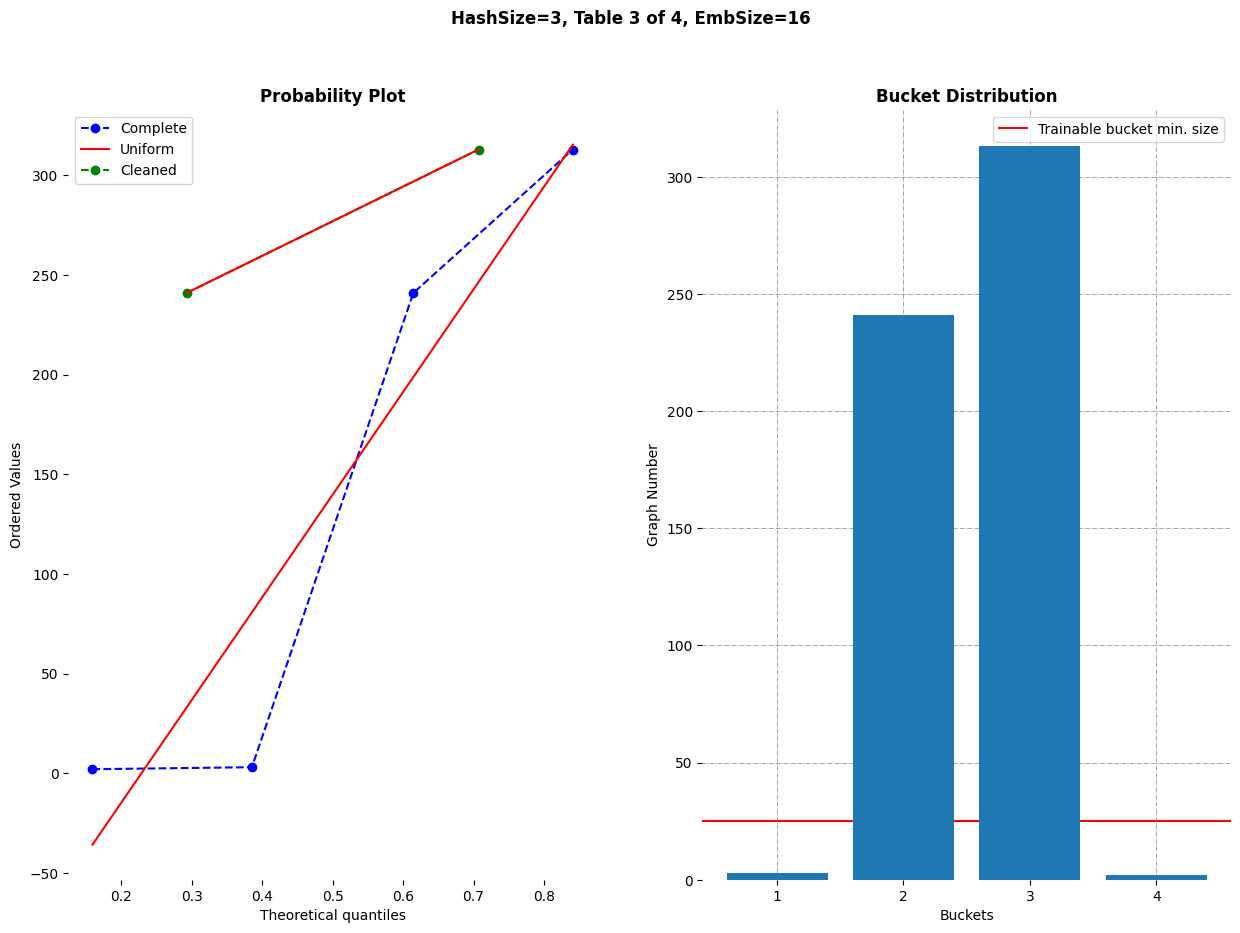 HashSize=3, Table 3 of 4, EmbSize=16
Probability Plot
Complete
Uniform
Cleaned
300
250
200
150
100
50
0
−50
Ordered Values
0.2 0.3 0.4 0.5 0.6 0.7 0.8
Theoretical quantiles
Bucket Distribution
Trainable bucket min. size
300
250
200
150
100
50
0
Graph Number
1 2 3 4
Buckets